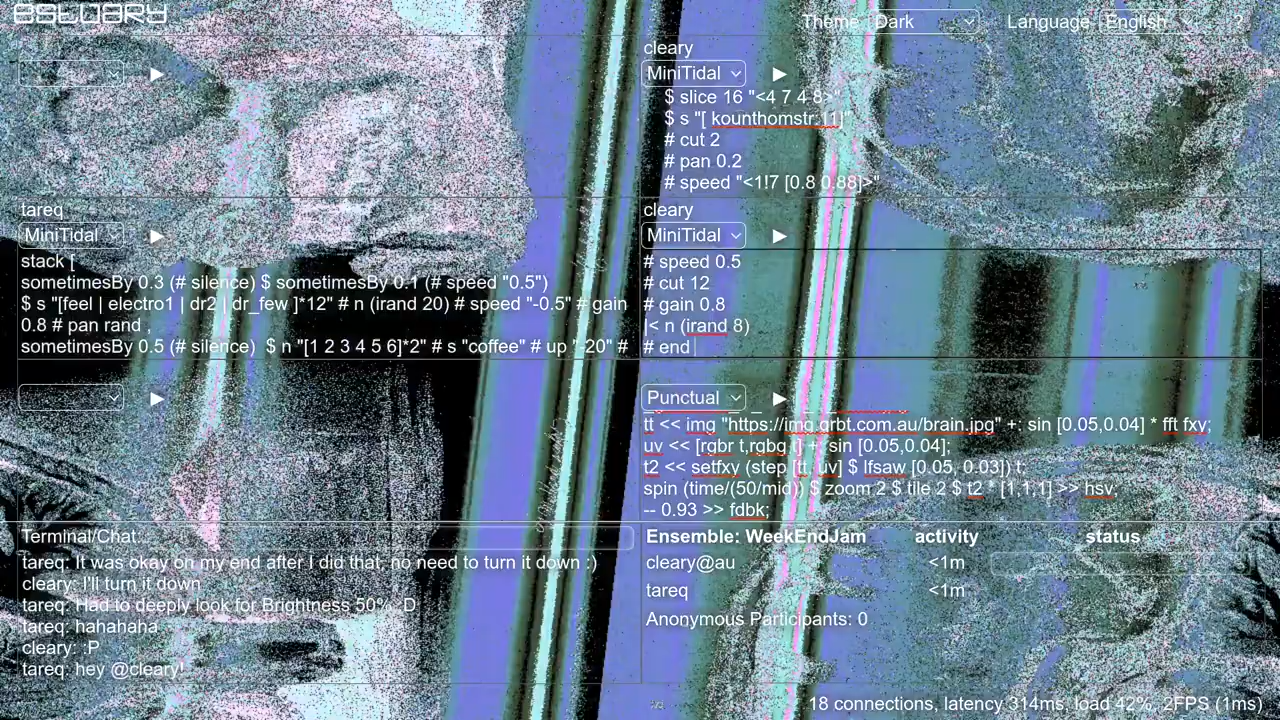 ESTUARY
Theme Dark Language English ?
cleary
MiniTidal
$ slice 16 "<4 7 4 8>"
$ s "[ kounthomstr:11]"
# cut 2
# pan 0.2
# speed "<1!7 [0.8 0.88]>"
tareq
MiniTidal
stack [
sometimesBy 0.3 (# silence) $ sometimesBy 0.1 (# speed "0.5")
$ s "[feel | electro1 | dr2 | dr_few ]*12" # n (irand 20) # speed "-0.5" # gain
0.8 # pan rand ,
sometimesBy 0.5 (# silence)  $ n "[1 2 3 4 5 6]*2" # s "coffee" # up "-20" #
cleary
MiniTidal
# speed 0.5
# cut 12
# gain 0.8
|< n (irand 8)
# end
Punctual
tt << img "https://img.grbt.com.au/brain.jpg" +: sin [0.05,0.04] * fft fxy;
uv << [rgbr t,rgbg t] +: sin [0.05,0.04];
t2 << setfxy (step [tt, uv] $ lfsaw [0.05, 0.03]) t;
spin (time/(50/mid)) $ zoom 2 $ tile 2 $ t2 * [1,1,1] >> hsv;
-- 0.93 >> fdbk;
Terminal/Chat:
tareq: It was okay on my end after I did that, no need to turn it down :)
cleary: I'll turn it down
tareq: Had to deeply look for Brightness 50% :D
tareq: hahahaha
cleary: :P
tareq: hey @cleary!
Ensemble: WeekEndJam activity status
cleary@au <1m
tareq <1m
Anonymous Participants: 0
18 connections, latency 314ms, load 42%, 2FPS (1ms)